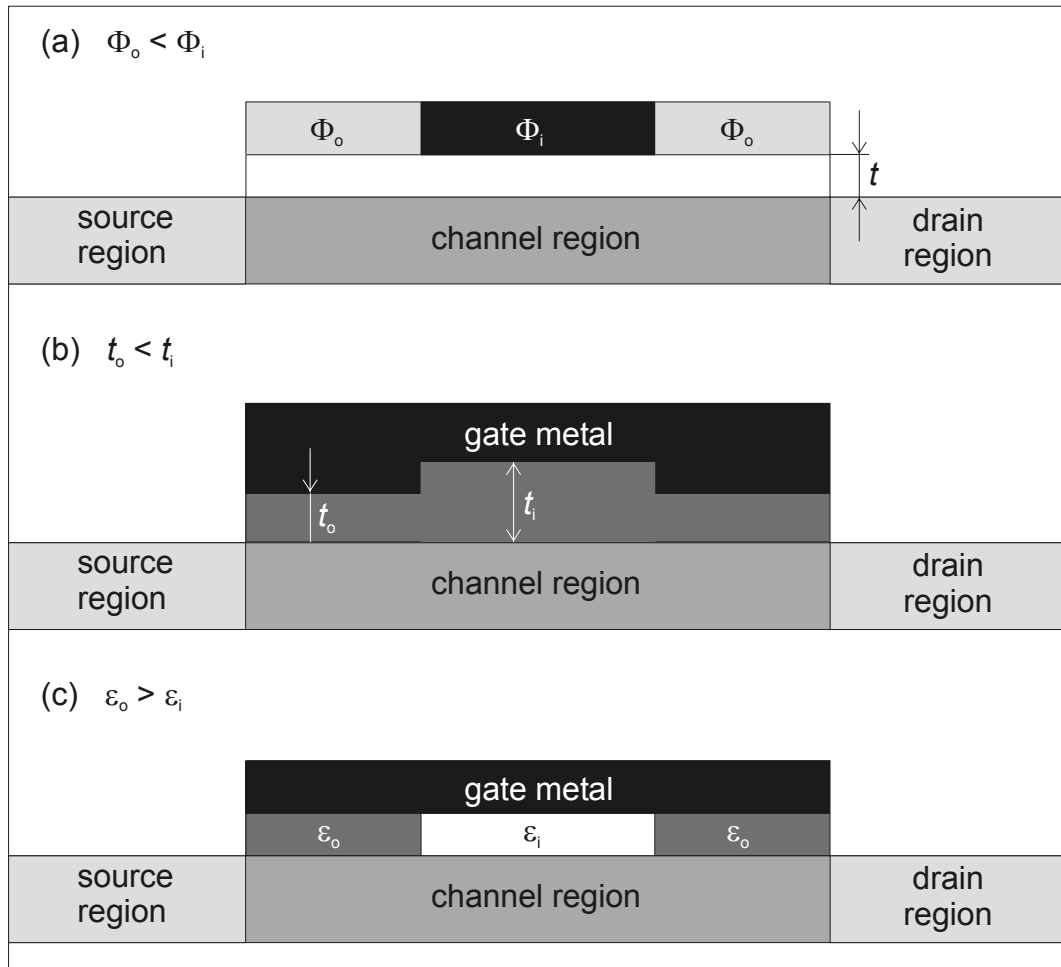 (a) Φₒ < Φᵢ
Φₒ Φᵢ Φₒ
t
source region
channel region
drain region
(b) tₒ < tᵢ
gate metal
tₒ
tᵢ
source region
channel region
drain region
(c) εₒ > εᵢ
gate metal
εₒ εᵢ εₒ
source region
channel region
drain region